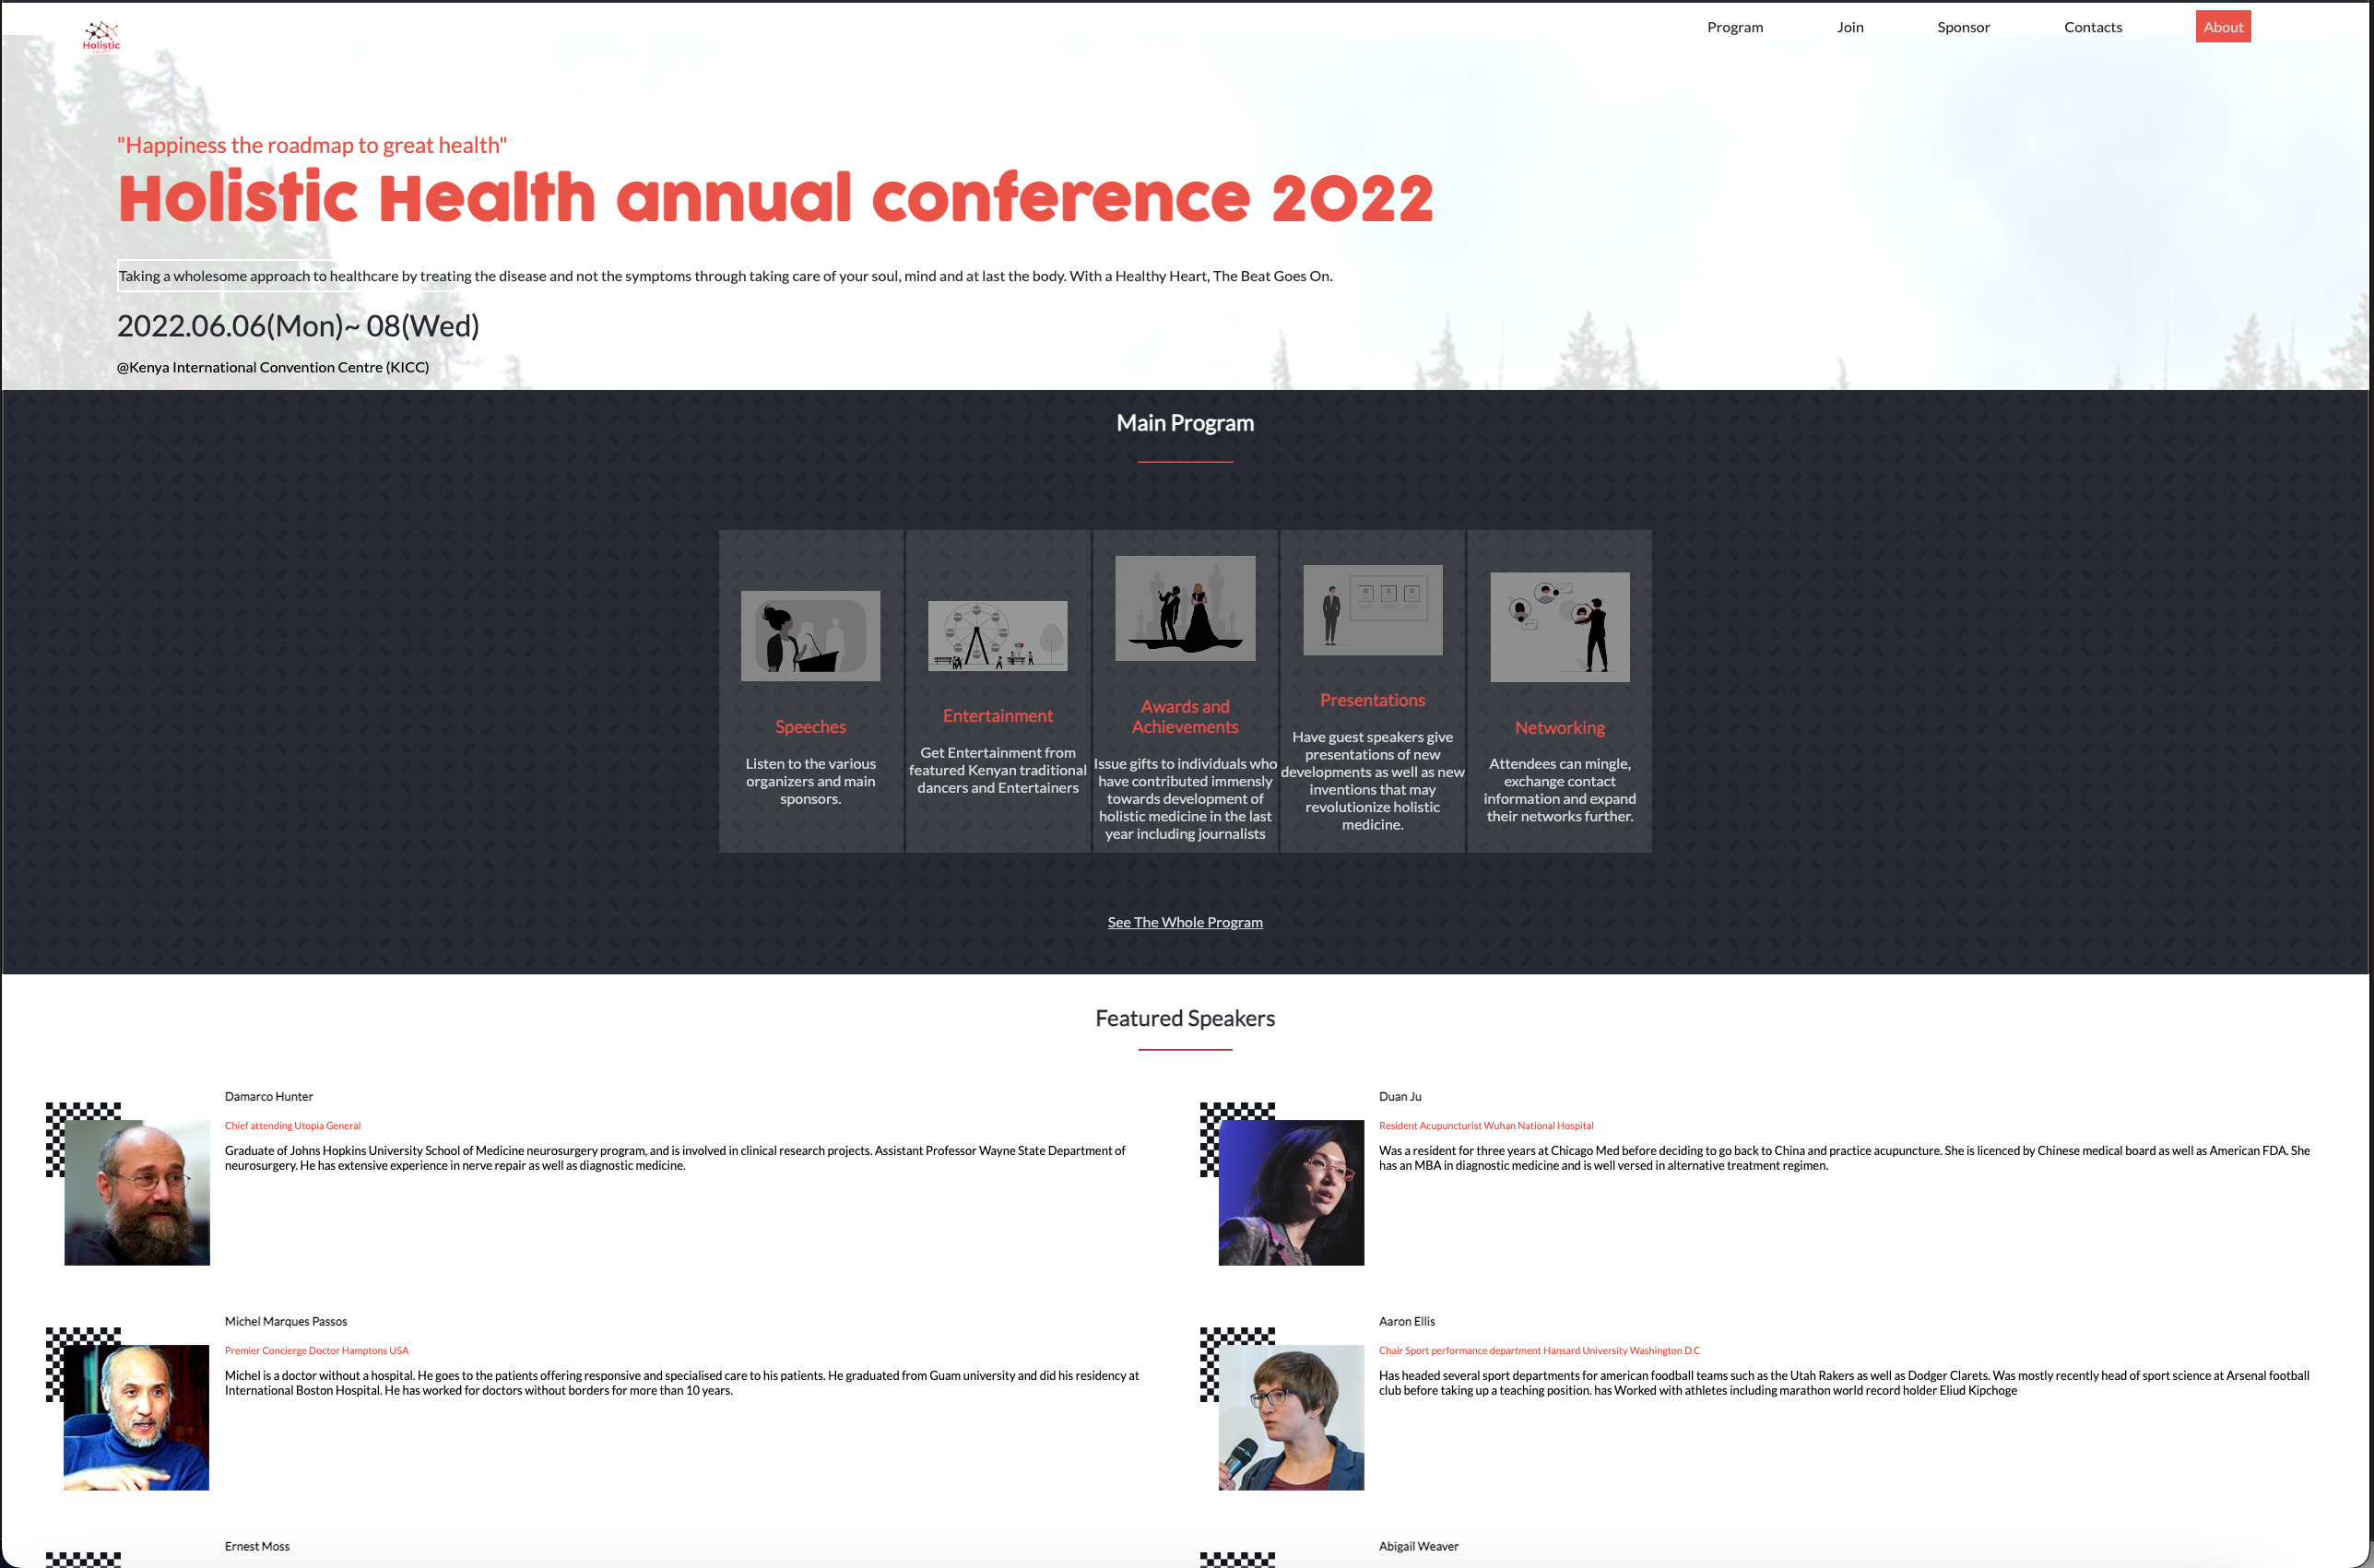 Holistic
Health
Program
Join
Sponsor
Contacts
About
"Happiness the roadmap to great health"
Holistic Health annual conference 2022
Taking a wholesome approach to healthcare by treating the disease and not the symptoms through taking care of your soul, mind and at last the body. With a Healthy Heart, The Beat Goes On.
2022.06.06(Mon)~ 08(Wed)
@Kenya International Convention Centre (KICC)
Main Program
Speeches
Listen to the various
organizers and main
sponsors.
Entertainment
Get Entertainment from
featured Kenyan traditional
dancers and Entertainers
Awards and
Achievements
Issue gifts to individuals who
have contributed immensly
towards development of
holistic medicine in the last
year including journalists
Presentations
Have guest speakers give
presentations of new
developments as well as new
inventions that may
revolutionize holistic
medicine.
Networking
Attendees can mingle,
exchange contact
information and expand
their networks further.
See The Whole Program
Featured Speakers
Damarco Hunter
Chief attending Utopia General
Graduate of Johns Hopkins University School of Medicine neurosurgery program, and is involved in clinical research projects. Assistant Professor Wayne State Department of
neurosurgery. He has extensive experience in nerve repair as well as diagnostic medicine.
Duan Ju
Resident Acupuncturist Wuhan National Hospital
Was a resident for three years at Chicago Med before deciding to go back to China and practice acupuncture. She is licenced by Chinese medical board as well as American FDA. She
has an MBA in diagnostic medicine and is well versed in alternative treatment regimen.
Michel Marques Passos
Premier Concierge Doctor Hamptons USA
Michel is a doctor without a hospital. He goes to the patients offering responsive and specialised care to his patients. He graduated from Guam university and did his residency at
International Boston Hospital. He has worked for doctors without borders for more than 10 years.
Aaron Ellis
Chair Sport performance department Hansard University Washington D.C
Has headed several sport departments for american foodball teams such as the Utah Rakers as well as Dodger Clarets. Was mostly recently head of sport science at Arsenal football
club before taking up a teaching position. has Worked with athletes including marathon world record holder Eliud Kipchoge
Ernest Moss
Abigail Weaver